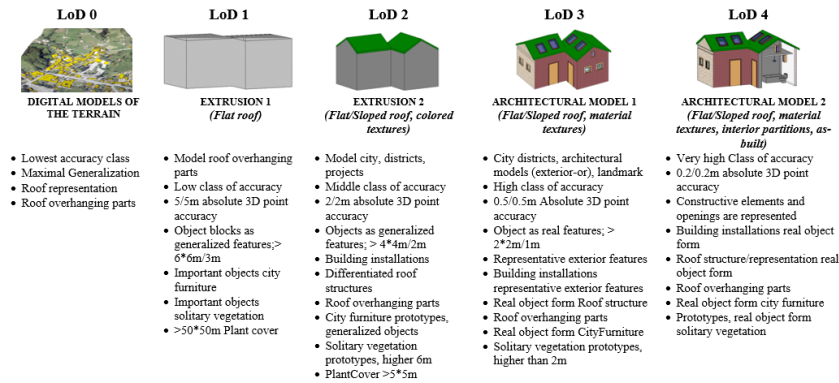 LoD 0
DIGITAL MODELS OF
THE TERRAIN
• Lowest accuracy class
• Maximal Generalization
• Roof representation
• Roof overhanging parts
LoD 1
EXTRUSION 1
(Flat roof)
• Model roof overhanging
parts
• Low class of accuracy
• 5/5m absolute 3D point
accuracy
• Object blocks as
generalized features;>
6*6m/3m
• Important objects city
furniture
• Important objects
solitary vegetation
• >50*50m Plant cover
LoD 2
EXTRUSION 2
(Flat/Sloped roof, colored
textures)
• Model city, districts,
projects
• Middle class of accuracy
• 2/2m absolute 3D point
accuracy
• Objects as generalized
features; > 4*4m/2m
• Building installations
• Differentiated roof
structures
• Roof overhanging parts
• City furniture prototypes,
generalized objects
• Solitary vegetation
prototypes, higher 6m
• PlantCover >5*5m
LoD 3
ARCHITECTURAL MODEL 1
(Flat/Sloped roof, material
textures)
• City districts, architectural
models (exterior-or), landmark
• High class of accuracy
• 0.5/0.5m Absolute 3D point
accuracy
• Object as real features; >
2*2m/1m
• Representative exterior features
• Building installations
representative exterior features
• Real object form Roof structure
• Roof overhanging parts
• Real object form CityFurniture
• Solitary vegetation prototypes,
higher than 2m
LoD 4
ARCHITECTURAL MODEL 2
(Flat/Sloped roof, material
textures, interior partitions, as-
built)
• Very high Class of accuracy
• 0.2/0.2m absolute 3D point
accuracy
• Constructive elements and
openings are represented
• Building installations real object
form
• Roof structure/representation real
object form
• Roof overhanging parts
• Real object form city furniture
• Prototypes, real object form
solitary vegetation